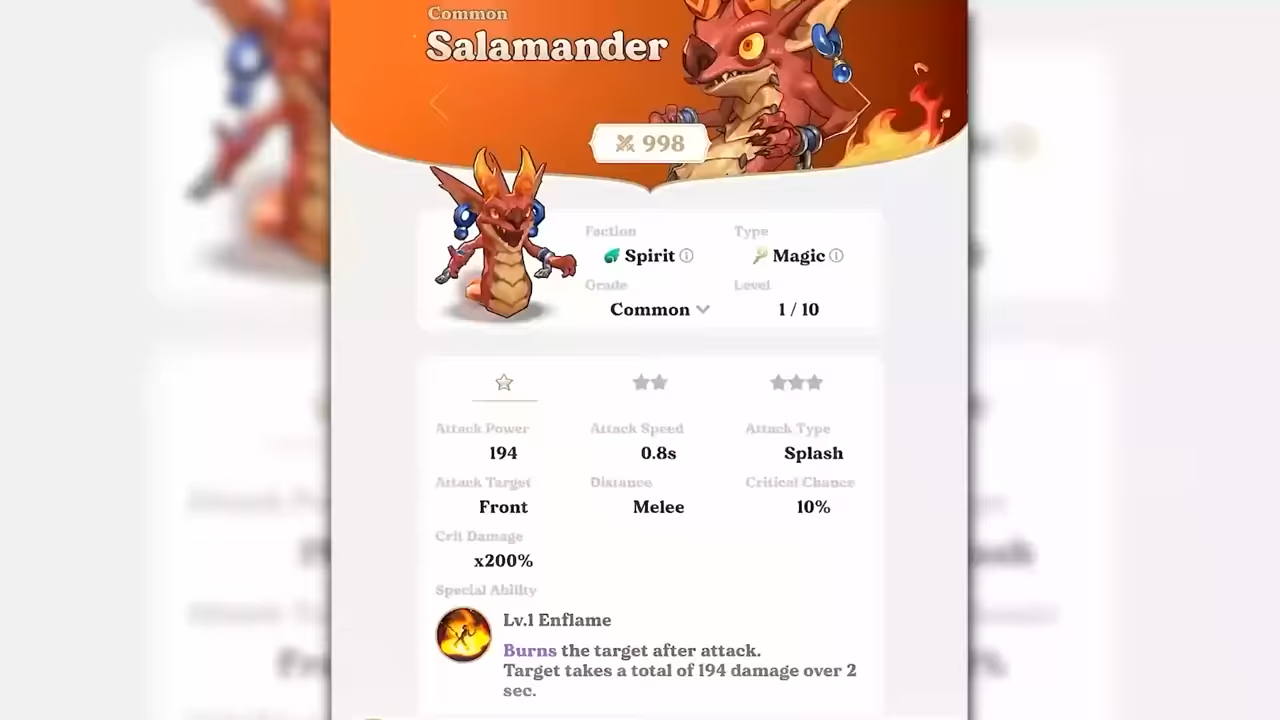 Common
Salamander
998
Faction
Type
Spirit
Magic
Grade
Level
Common
1 / 10
Attack Power
Attack Speed
Attack Type
194
0.8s
Splash
Attack Target
Distance
Critical Chance
Front
Melee
10%
Crit Damage
x200%
Special Ability
Lv.1 Enflame
Burns the target after attack.
Target takes a total of 194 damage over 2
sec.